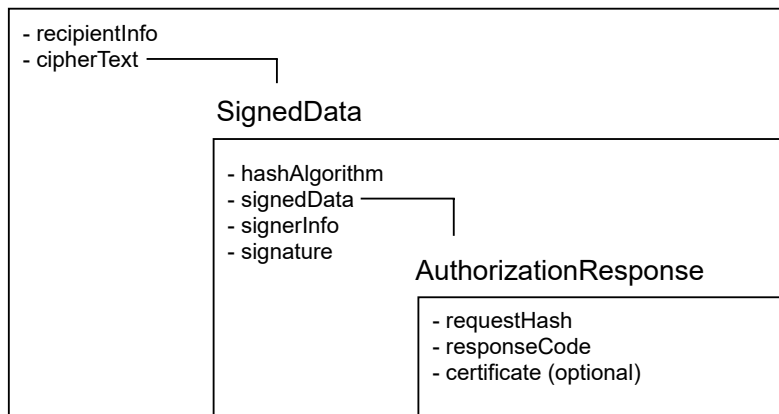 - recipientInfo
- cipherText
SignedData
- hashAlgorithm
- signedData
- signerInfo
- signature
AuthorizationResponse
- requestHash
- responseCode
- certificate (optional)